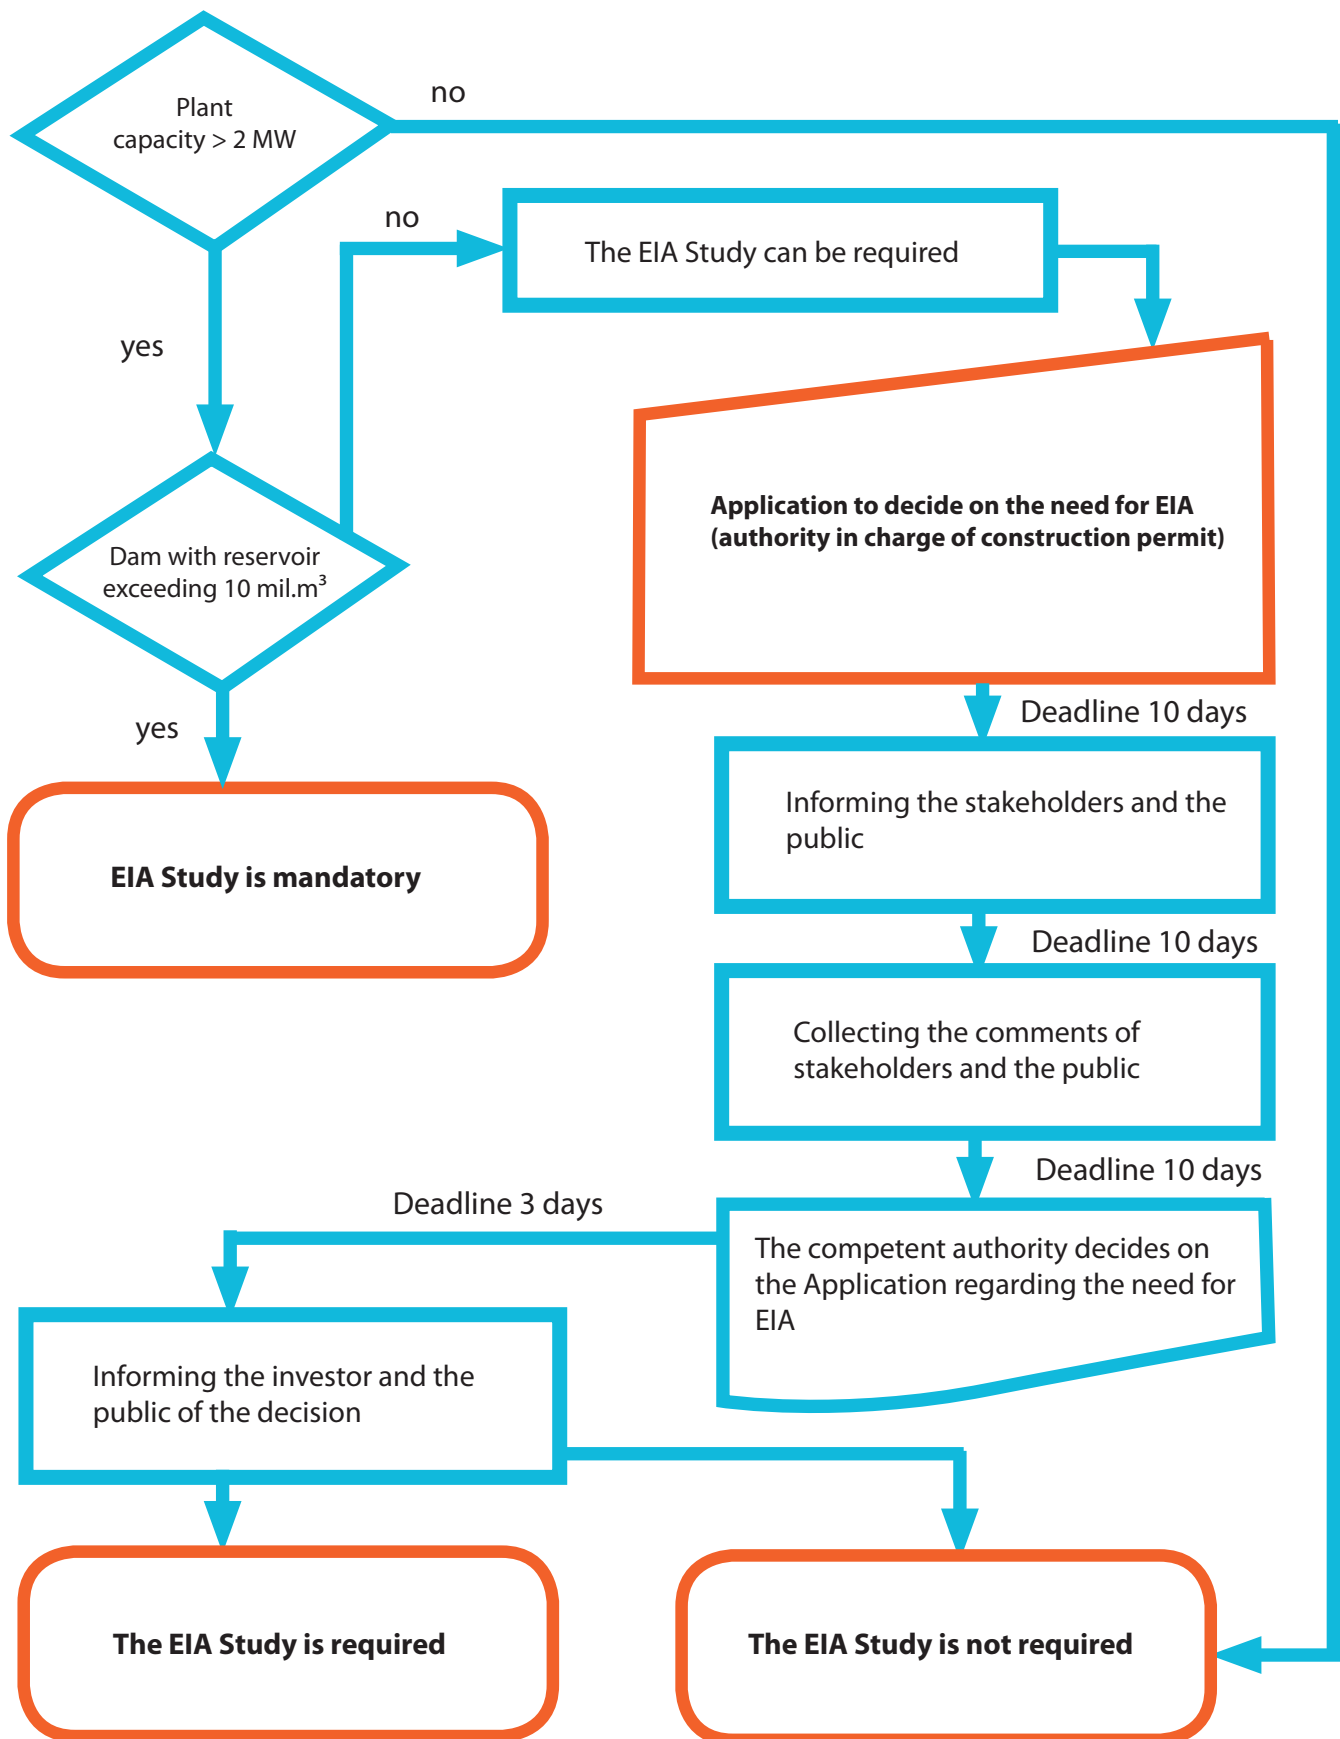 Plant
capacity > 2 MW
no
no
The EIA Study can be required
yes
Application to decide on the need for EIA
(authority in charge of construction permit)
Dam with reservoir
exceeding 10 mil.m³
yes
Deadline 10 days
Informing the stakeholders and the
public
EIA Study is mandatory
Deadline 10 days
Collecting the comments of
stakeholders and the public
Deadline 10 days
Deadline 3 days
The competent authority decides on
the Application regarding the need for
EIA
Informing the investor and the
public of the decision
The EIA Study is required
The EIA Study is not required